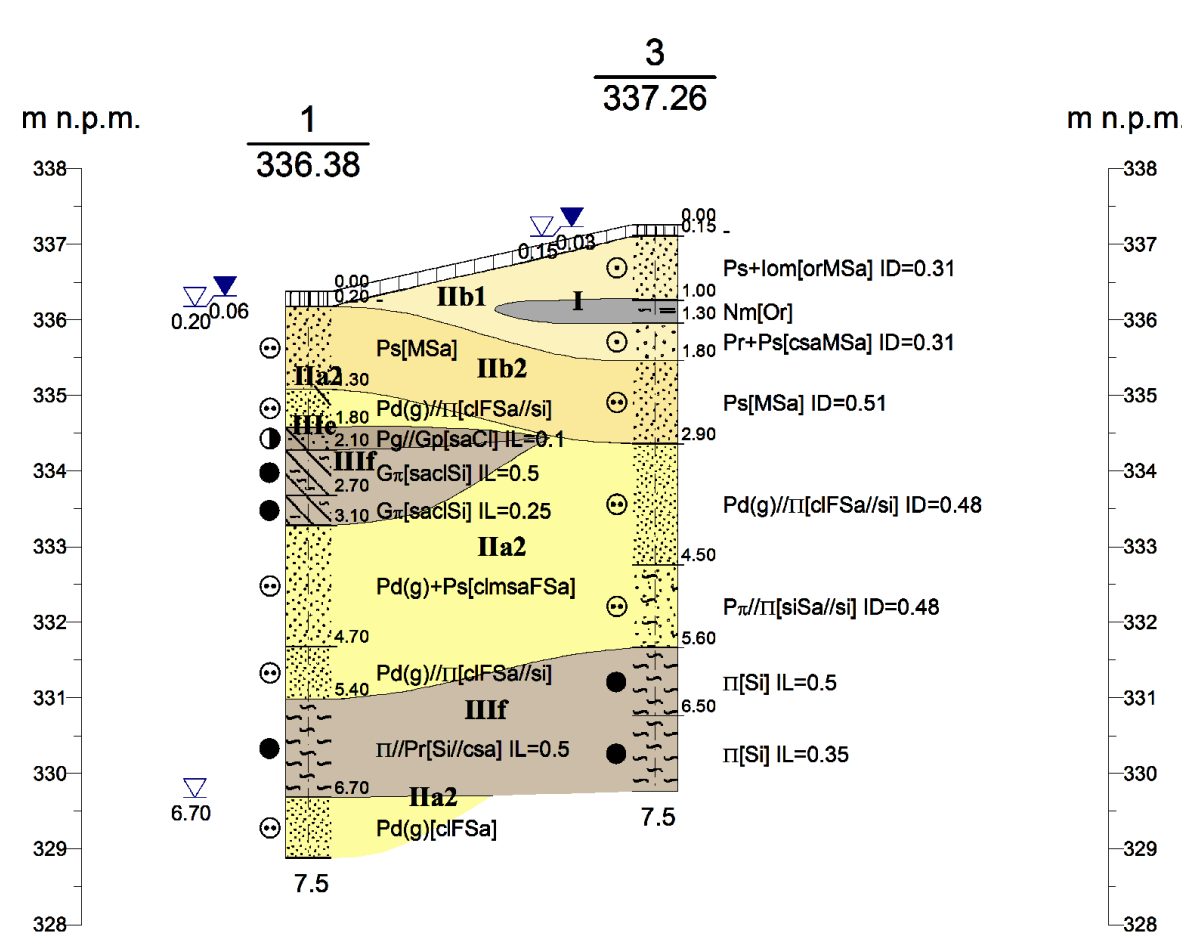 3
337.26
m n.p.m.
m n.p.m.
1
336.38
338
338
0.00
0.15 -
337
0.15
0.03
337
Ps+Iom[orMSa] ID=0.31
0.00
0.20 -
IIb1
I
1.00
0.20
0.06
1.30
Nm[Or]
336
336
Ps[MSa]
Pr+Ps[csaMSa] ID=0.31
1.80
IIa2
1.30
IIb2
335
335
Pd(g)//Π[clFSa//si]
Ps[MSa] ID=0.51
1.80
IIIe
2.10
Pg//Gp[saCl] IL=0.1
2.90
IIIf
334
Gπ[saclSi] IL=0.5
334
2.70
3.10
Gπ[saclSi] IL=0.25
Pd(g)//Π[clFSa//si] ID=0.48
333
IIa2
4.50
333
Pd(g)+Ps[clmsaFSa]
Pπ//Π[siSa//si] ID=0.48
332
332
4.70
5.60
Pd(g)//Π[clFSa//si]
Π[Si] IL=0.5
5.40
331
IIIf
6.50
331
Π//Pr[Si//csa] IL=0.5
Π[Si] IL=0.35
330
330
6.70
6.70
IIa2
7.5
Pd(g)[clFSa]
329
329
7.5
328
328